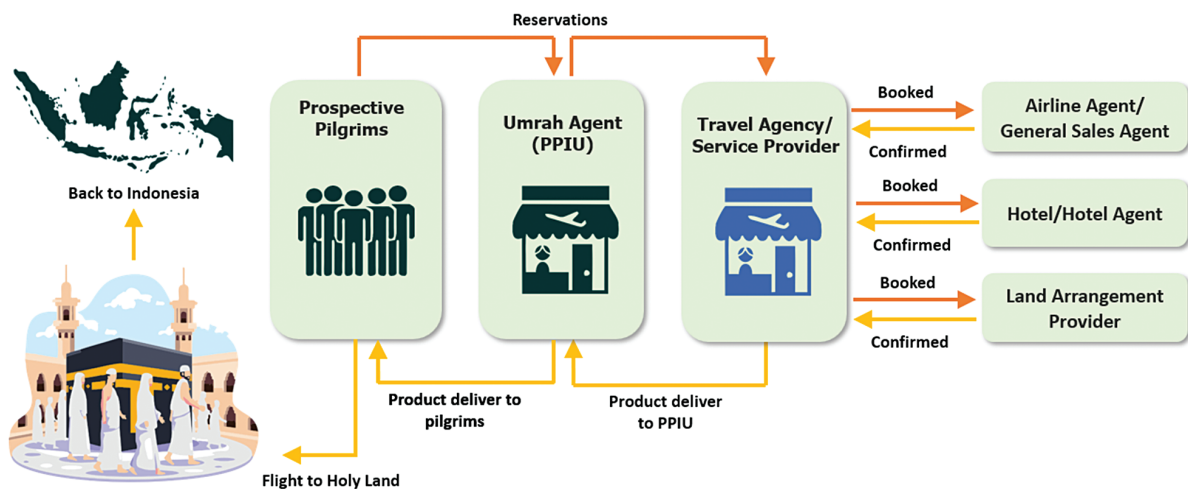 Reservations
Prospective
Pilgrims
Umrah Agent
(PPIU)
Travel Agency/
Service Provider
Booked
Confirmed
Airline Agent/
General Sales Agent
Booked
Confirmed
Hotel/Hotel Agent
Booked
Confirmed
Land Arrangement
Provider
Back to Indonesia
Product deliver to
pilgrims
Product deliver
to PPIU
Flight to Holy Land